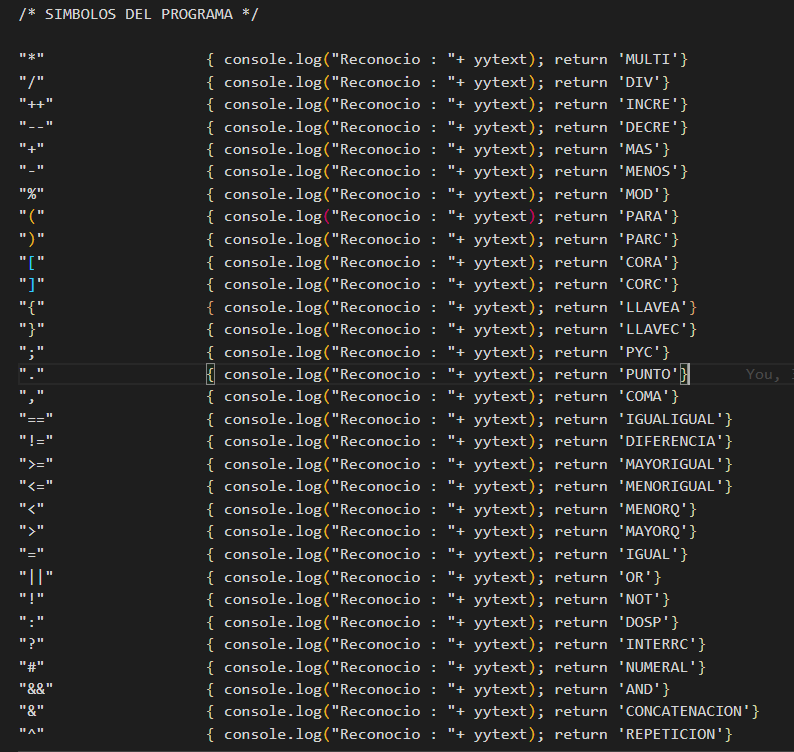 /* SIMBOLOS DEL PROGRAMA */
"*" { console.log("Reconocio : "+ yytext); return 'MULTI'}
"/" { console.log("Reconocio : "+ yytext); return 'DIV'}
"++" { console.log("Reconocio : "+ yytext); return 'INCRE'}
"--" { console.log("Reconocio : "+ yytext); return 'DECRE'}
"+" { console.log("Reconocio : "+ yytext); return 'MAS'}
"-" { console.log("Reconocio : "+ yytext); return 'MENOS'}
"%" { console.log("Reconocio : "+ yytext); return 'MOD'}
"(" { console.log("Reconocio : "+ yytext); return 'PARA'}
")" { console.log("Reconocio : "+ yytext); return 'PARC'}
"[" { console.log("Reconocio : "+ yytext); return 'CORA'}
"]" { console.log("Reconocio : "+ yytext); return 'CORC'}
"{" { console.log("Reconocio : "+ yytext); return 'LLAVEA'}
"}" { console.log("Reconocio : "+ yytext); return 'LLAVEC'}
";" { console.log("Reconocio : "+ yytext); return 'PYC'}
"." { console.log("Reconocio : "+ yytext); return 'PUNTO'} You,
"," { console.log("Reconocio : "+ yytext); return 'COMA'}
"==" { console.log("Reconocio : "+ yytext); return 'IGUALIGUAL'}
"!=" { console.log("Reconocio : "+ yytext); return 'DIFERENCIA'}
">=" { console.log("Reconocio : "+ yytext); return 'MAYORIGUAL'}
"<=" { console.log("Reconocio : "+ yytext); return 'MENORIGUAL'}
"<" { console.log("Reconocio : "+ yytext); return 'MENORQ'}
">" { console.log("Reconocio : "+ yytext); return 'MAYORQ'}
"=" { console.log("Reconocio : "+ yytext); return 'IGUAL'}
"||" { console.log("Reconocio : "+ yytext); return 'OR'}
"!" { console.log("Reconocio : "+ yytext); return 'NOT'}
":" { console.log("Reconocio : "+ yytext); return 'DOSP'}
"?" { console.log("Reconocio : "+ yytext); return 'INTERRC'}
"#" { console.log("Reconocio : "+ yytext); return 'NUMERAL'}
"&&" { console.log("Reconocio : "+ yytext); return 'AND'}
"&" { console.log("Reconocio : "+ yytext); return 'CONCATENACION'}
"^" { console.log("Reconocio : "+ yytext); return 'REPETICION'}